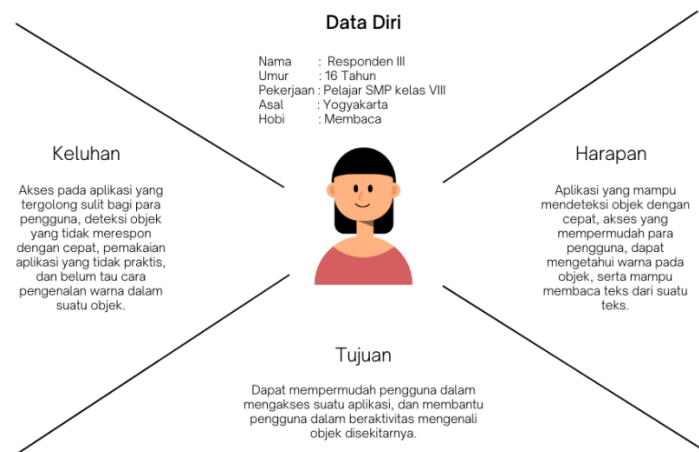 Data Diri
Nama : Responden III
Umur : 16 Tahun
Pekerjaan : Pelajar SMP kelas VIII
Asal : Yogyakarta
Hobi : Membaca
Keluhan
Akses pada aplikasi yang
tergolong sulit bagi para
pengguna, deteksi objek
yang tidak merespon
dengan cepat, pemakaian
aplikasi yang tidak praktis,
dan belum tau cara
pengenalan warna dalam
suatu objek.
Harapan
Aplikasi yang mampu
mendeteksi objek dengan
cepat, akses yang
mempermudah para
pengguna, dapat
mengetahui warna pada
objek, serta mampu
membaca teks dari suatu
teks.
Tujuan
Dapat mempermudah pengguna dalam
mengakses suatu aplikasi, dan membantu
pengguna dalam beraktivitas mengenali
objek disekitarnya.